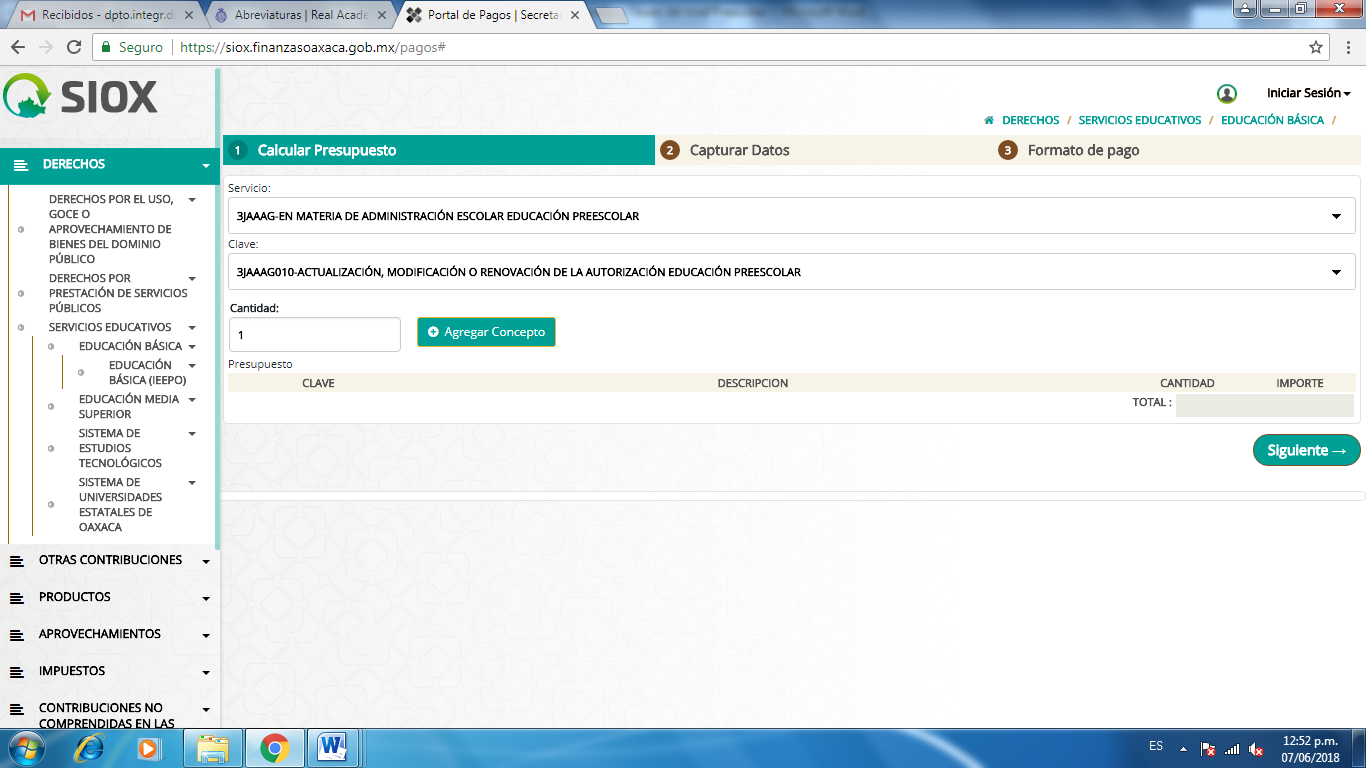 Recibidos - dpto.integr.d
Abreviaturas | Real Acade
Portal de Pagos | Secreta
Seguro
https://siox.finanzasoaxaca.gob.mx/pagos#
SIOX
Iniciar Sesión
DERECHOS / SERVICIOS EDUCATIVOS / EDUCACIÓN BÁSICA /
DERECHOS
DERECHOS POR EL USO,
GOCE O
APROVECHAMIENTO DE
BIENES DEL DOMINIO
PÚBLICO
DERECHOS POR
PRESTACIÓN DE SERVICIOS
PÚBLICOS
SERVICIOS EDUCATIVOS
EDUCACIÓN BÁSICA
EDUCACIÓN
BÁSICA (IEEPO)
EDUCACIÓN MEDIA
SUPERIOR
SISTEMA DE
ESTUDIOS
TECNOLÓGICOS
SISTEMA DE
UNIVERSIDADES
ESTATALES DE
OAXACA
OTRAS CONTRIBUCIONES
PRODUCTOS
APROVECHAMIENTOS
IMPUESTOS
CONTRIBUCIONES NO
COMPRENDIDAS EN LAS
1 Calcular Presupuesto
2 Capturar Datos
3 Formato de pago
Servicio:
3JAAAG-EN MATERIA DE ADMINISTRACIÓN ESCOLAR EDUCACIÓN PREESCOLAR
Clave:
3JAAAG010-ACTUALIZACIÓN, MODIFICACIÓN O RENOVACIÓN DE LA AUTORIZACIÓN EDUCACIÓN PREESCOLAR
Cantidad:
1
Agregar Concepto
Presupuesto
CLAVE DESCRIPCION CANTIDAD IMPORTE
TOTAL :
Siguiente →
ES
12:52 p.m.
07/06/2018